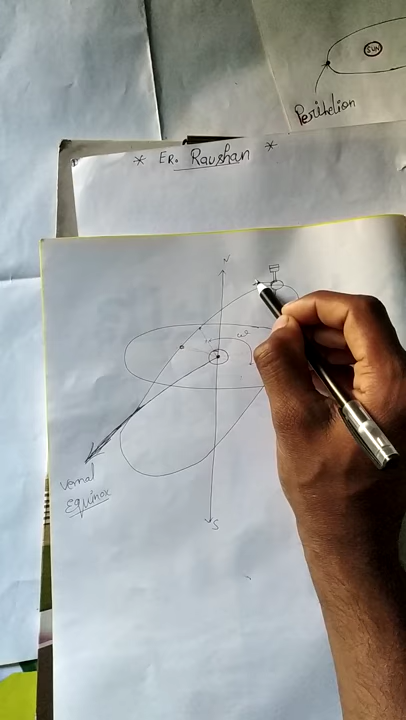 SUN
Perihelion
* ER. Raushan *
N
ω
Vernal
Equinox
S